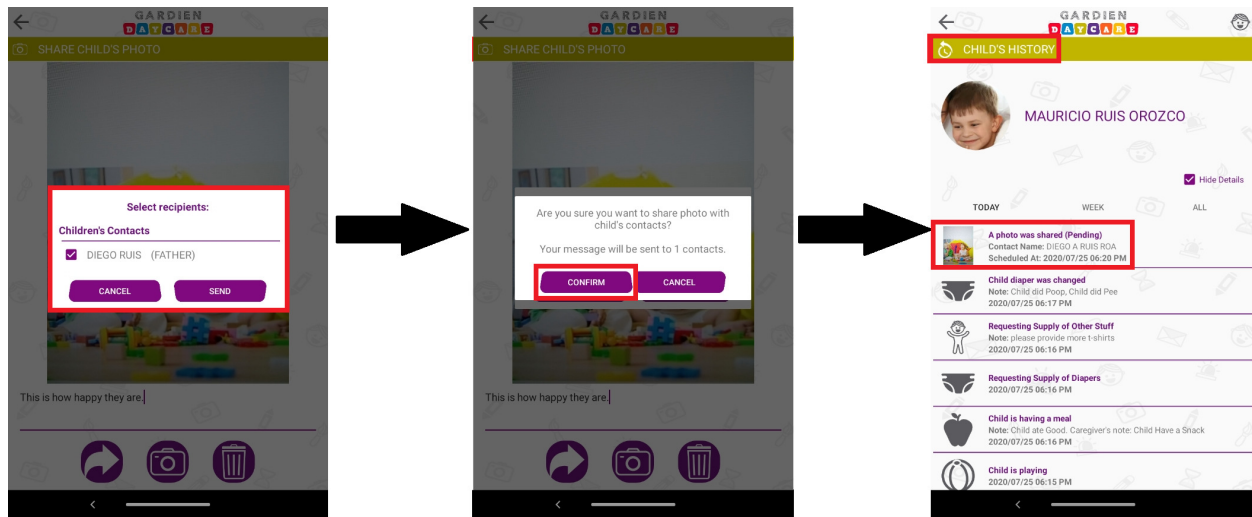 GARDIEN
DAYCARE
SHARE CHILD'S PHOTO
Select recipients:
Children's Contacts
DIEGO RUIS (FATHER)
CANCEL SEND
This is how happy they are.
GARDIEN
DAYCARE
SHARE CHILD'S PHOTO
Are you sure you want to share photo with
child's contacts?
Your message will be sent to 1 contacts.
CONFIRM CANCEL
This is how happy they are.
GARDIEN
DAYCARE
CHILD'S HISTORY
MAURICIO RUIS OROZCO
Hide Details
TODAY WEEK ALL
A photo was shared (Pending)
Contact Name: DIEGO A RUIS ROA
Scheduled At: 2020/07/25 06:20 PM
Child diaper was changed
Note: Child did Poop, Child did Pee
2020/07/25 06:17 PM
Requesting Supply of Other Stuff
Note: please provide more t-shirts
2020/07/25 06:16 PM
Requesting Supply of Diapers
2020/07/25 06:16 PM
Child is having a meal
Note: Child ate Good. Caregiver's note: Child Have a Snack
2020/07/25 06:16 PM
Child is playing
2020/07/25 06:15 PM